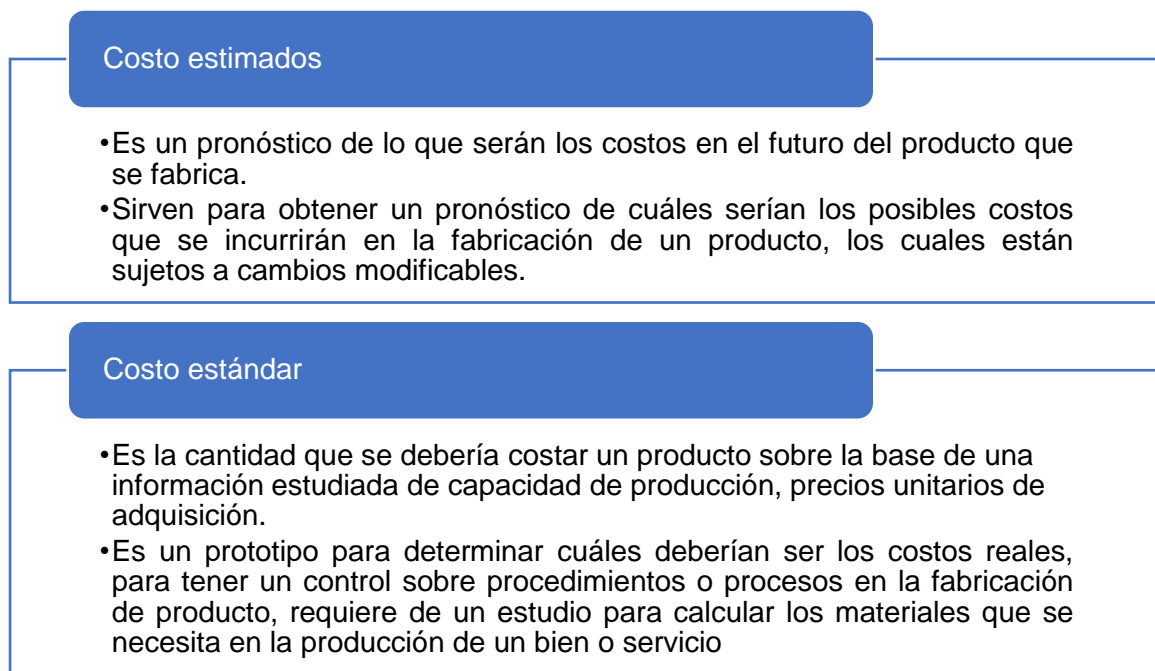 Costo estimados
•Es un pronóstico de lo que serán los costos en el futuro del producto que
se fabrica.
•Sirven para obtener un pronóstico de cuáles serían los posibles costos
que se incurrirán en la fabricación de un producto, los cuales están
sujetos a cambios modificables.
Costo estándar
•Es la cantidad que se debería costar un producto sobre la base de una
información estudiada de capacidad de producción, precios unitarios de
adquisición.
•Es un prototipo para determinar cuáles deberían ser los costos reales,
para tener un control sobre procedimientos o procesos en la fabricación
de producto, requiere de un estudio para calcular los materiales que se
necesita en la producción de un bien o servicio